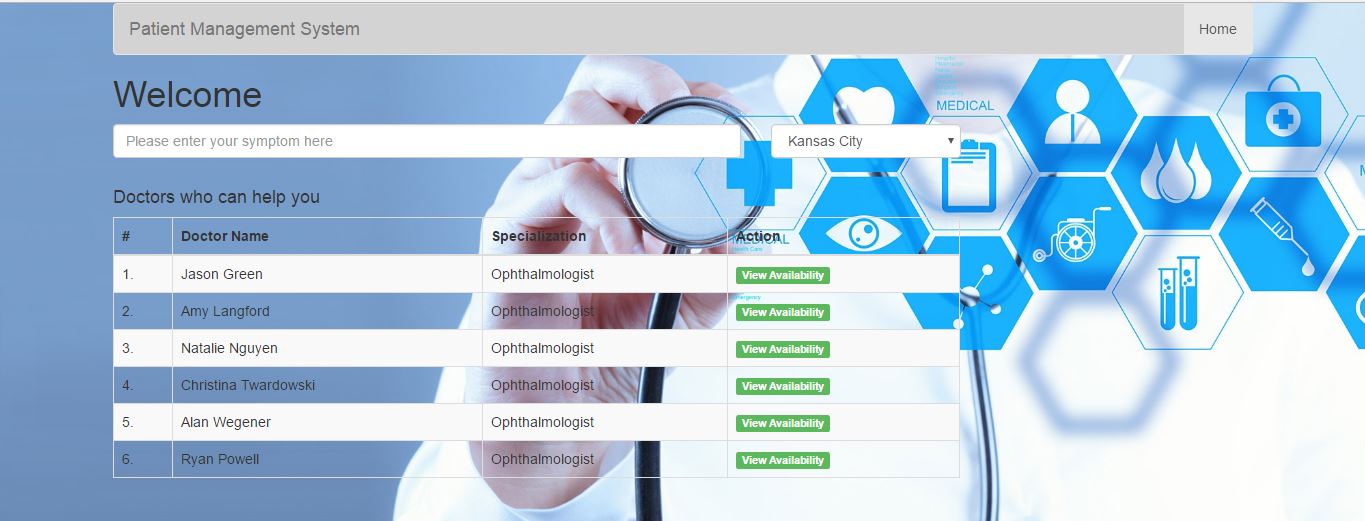 Patient Management System Home
Welcome
Please enter your symptom here Kansas City
Doctors who can help you
# Doctor Name Specialization Action
1. Jason Green Ophthalmologist View Availability
2. Amy Langford Ophthalmologist View Availability
3. Natalie Nguyen Ophthalmologist View Availability
4. Christina Twardowski Ophthalmologist View Availability
5. Alan Wegener Ophthalmologist View Availability
6. Ryan Powell Ophthalmologist View Availability
MEDICAL
MEDICAL
Health Care